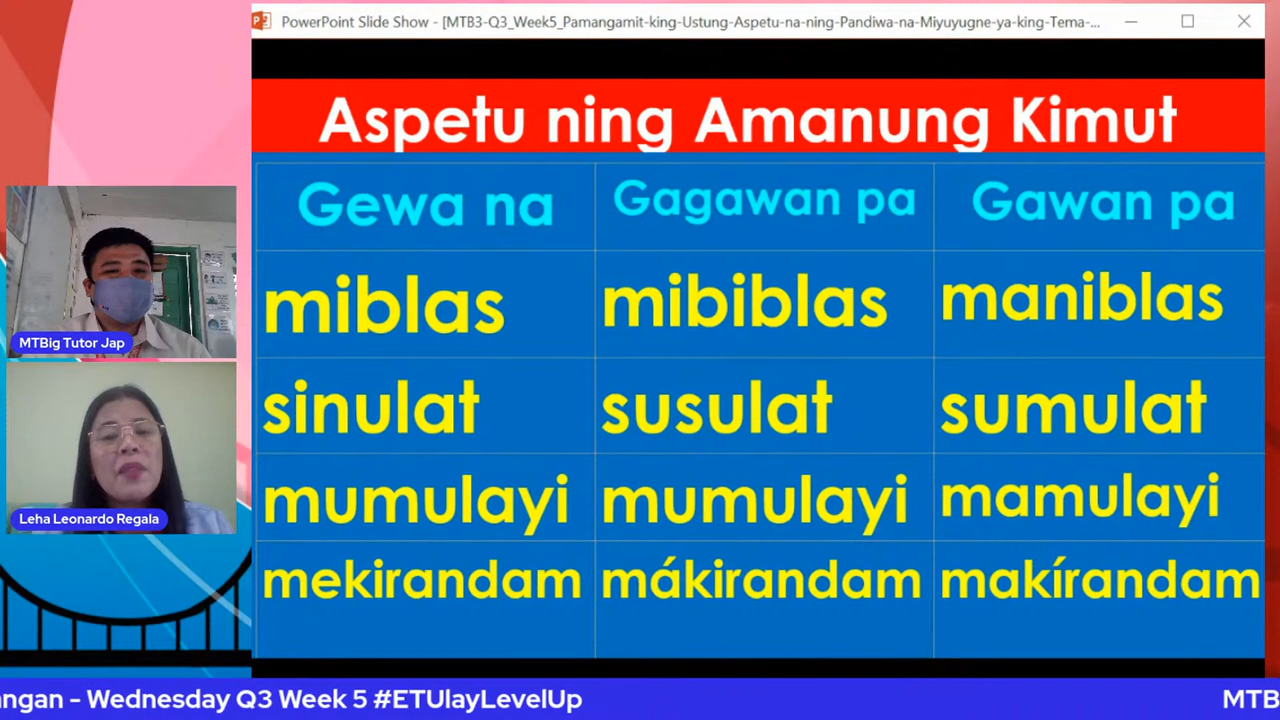 PowerPoint Slide Show - [MTB3-Q3_Week5_Pamangamit-king-Ustung-Aspetu-na-ning-Pandiwa-na-Miyuyugne-ya-king-Tema-...
Aspetu ning Amanung Kimut
Gewa na Gagawan pa Gawan pa
miblas mibiblas maniblas
sinulat susulat sumulat
mumulayi mumulayi mamulayi
mekirandam mákirandam makírandam
MTBig Tutor Jap
Leha Leonardo Regala
angan - Wednesday Q3 Week 5 #ETUlayLevelUp MTB